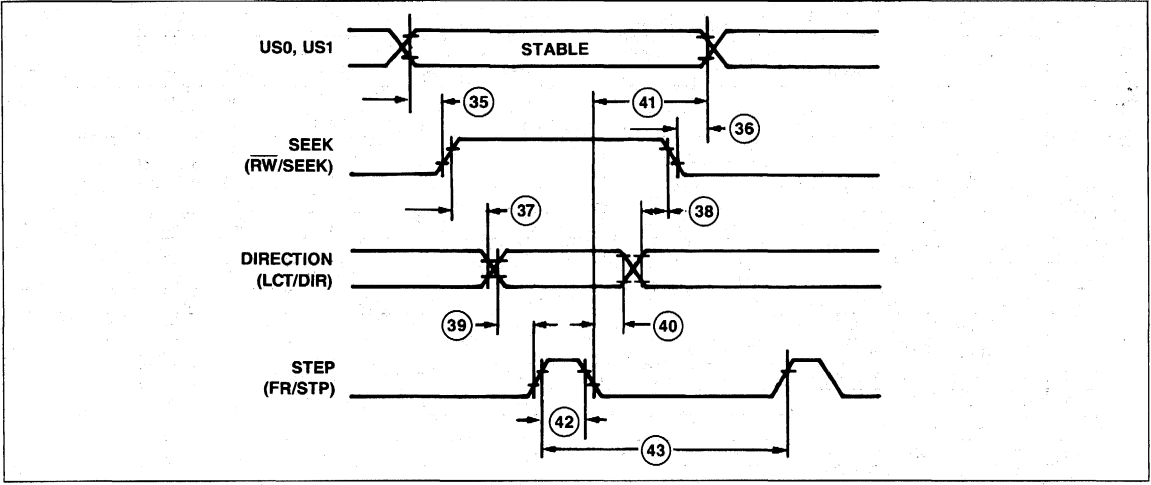 US0, US1
STABLE
35
41
36
SEEK
(R̅W̅/SEEK)
37
38
DIRECTION
(LCT/DIR)
39
40
STEP
(FR/STP)
42
43